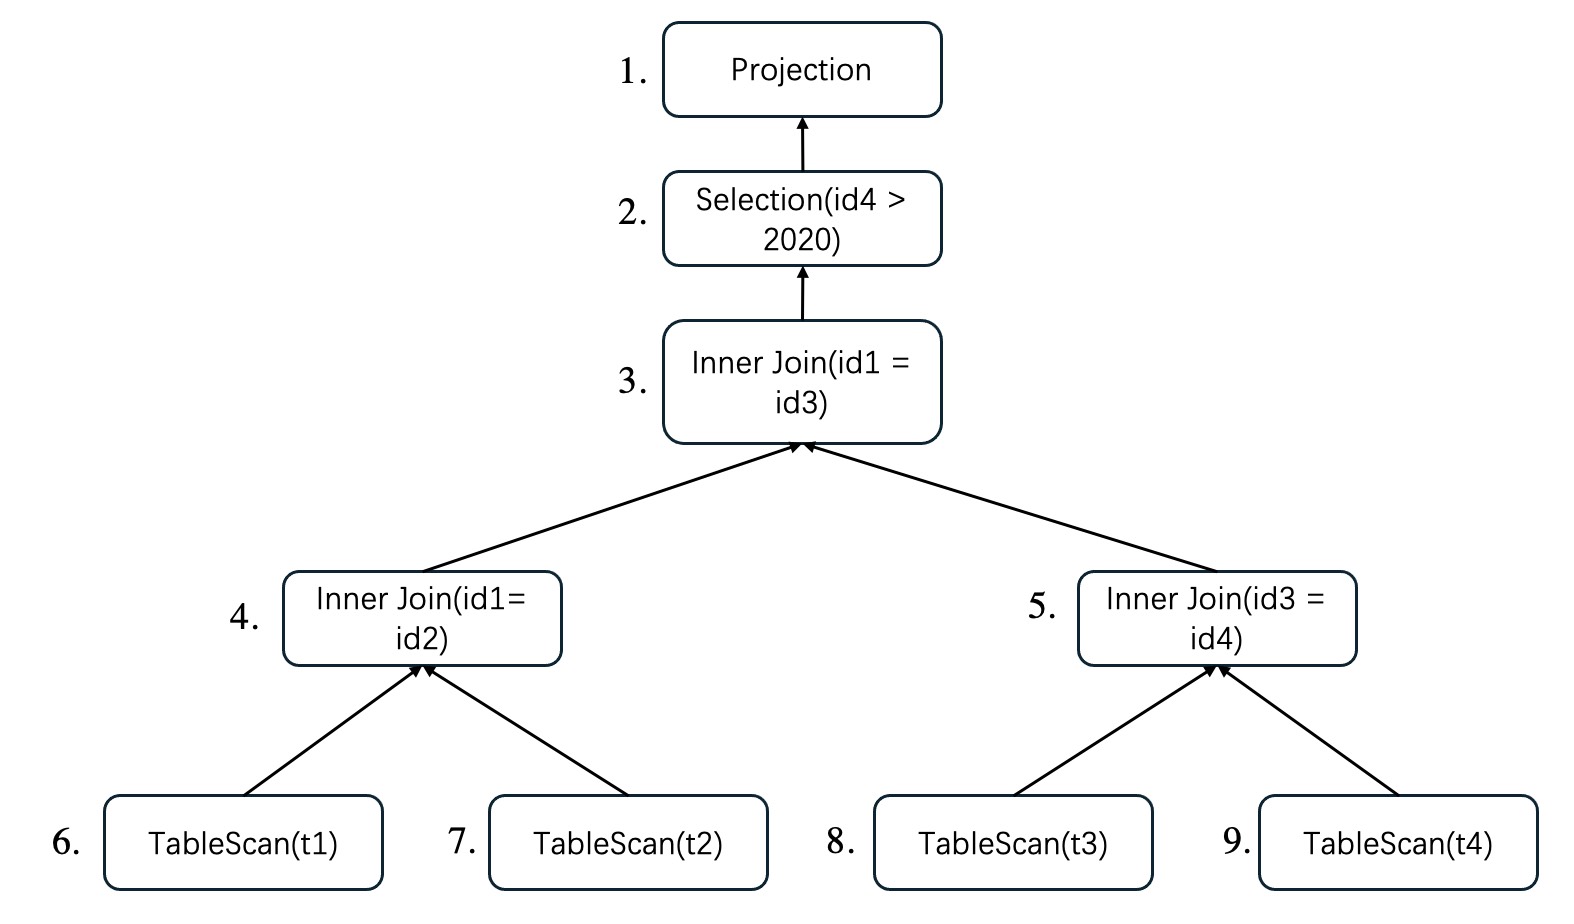 1.
Projection
2.
Selection(id4 >
2020)
3.
Inner Join(id1 =
id3)
4.
Inner Join(id1=
id2)
5.
Inner Join(id3 =
id4)
6.
TableScan(t1)
7.
TableScan(t2)
8.
TableScan(t3)
9.
TableScan(t4)